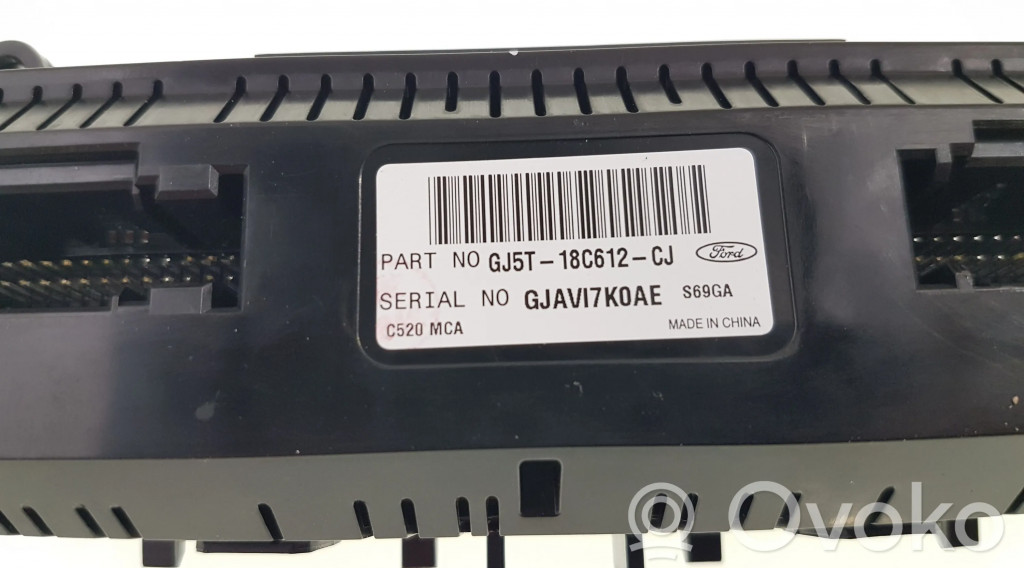 PART NO GJ5T-18C612-CJ Ford
SERIAL NO GJAVI7K0AE S69GA
C520 MCA MADE IN CHINA
Ovoko